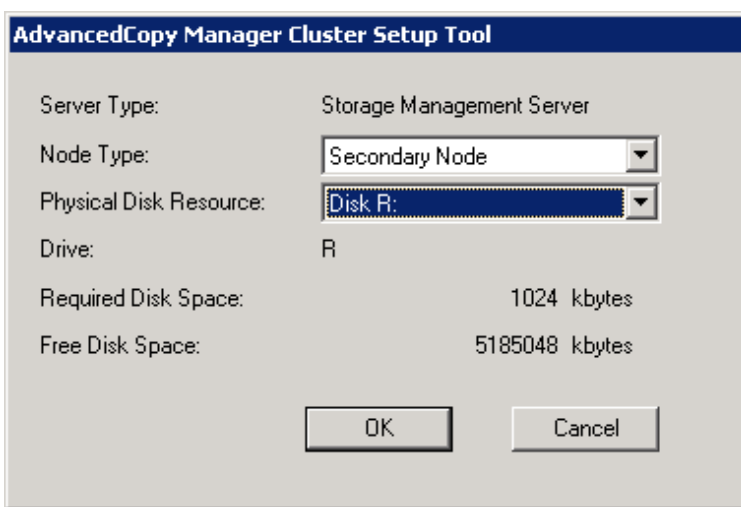 AdvancedCopy Manager Cluster Setup Tool
Server Type: Storage Management Server
Node Type: Secondary Node
Physical Disk Resource: Disk R:
Drive: R
Required Disk Space: 1024 kbytes
Free Disk Space: 5185048 kbytes
OK Cancel